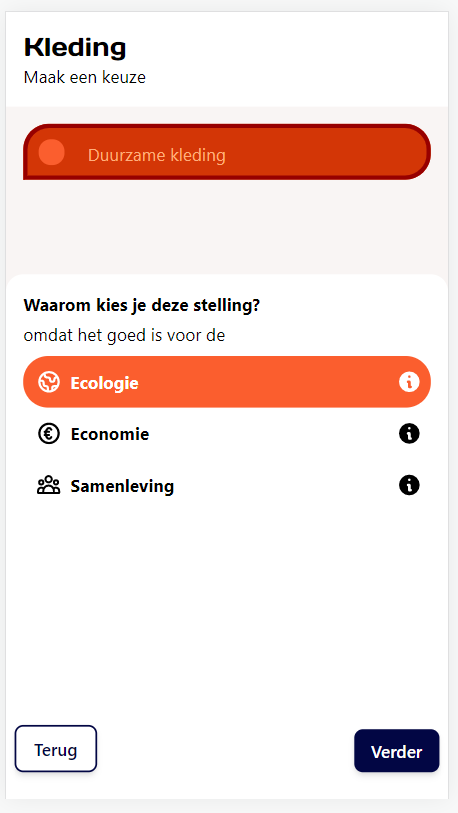 Kleding
Maak een keuze
Duurzame kleding
Waarom kies je deze stelling?
omdat het goed is voor de
Ecologie
Economie
Samenleving
Terug
Verder